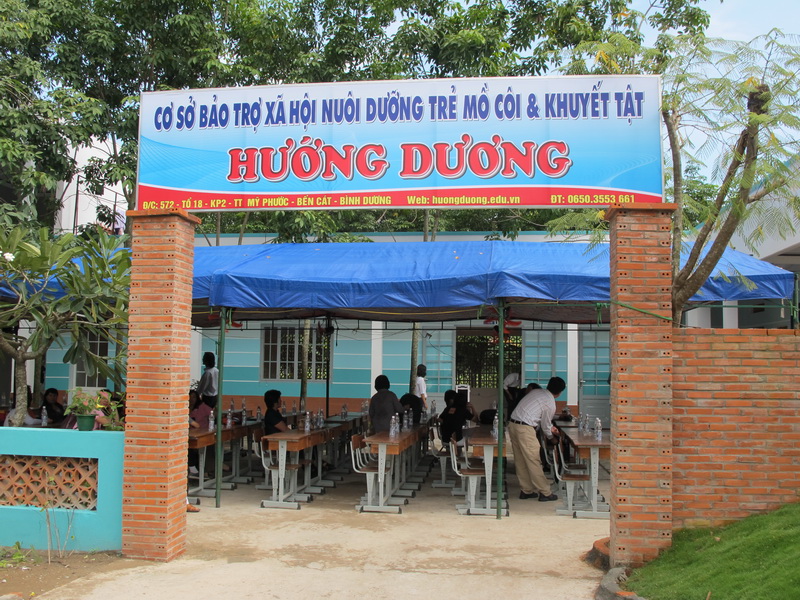 CƠ SỞ BẢO TRỢ XÃ HỘI NUÔI DƯỠNG TRẺ MỒ CÔI & KHUYẾT TẬT
HƯỚNG DƯƠNG
Đ/C: 572 - TỔ 18 - KP2 - TT MỸ PHƯỚC - BẾN CÁT - BÌNH DƯƠNG Web: huongduong.edu.vn ĐT: 0650.3553 661